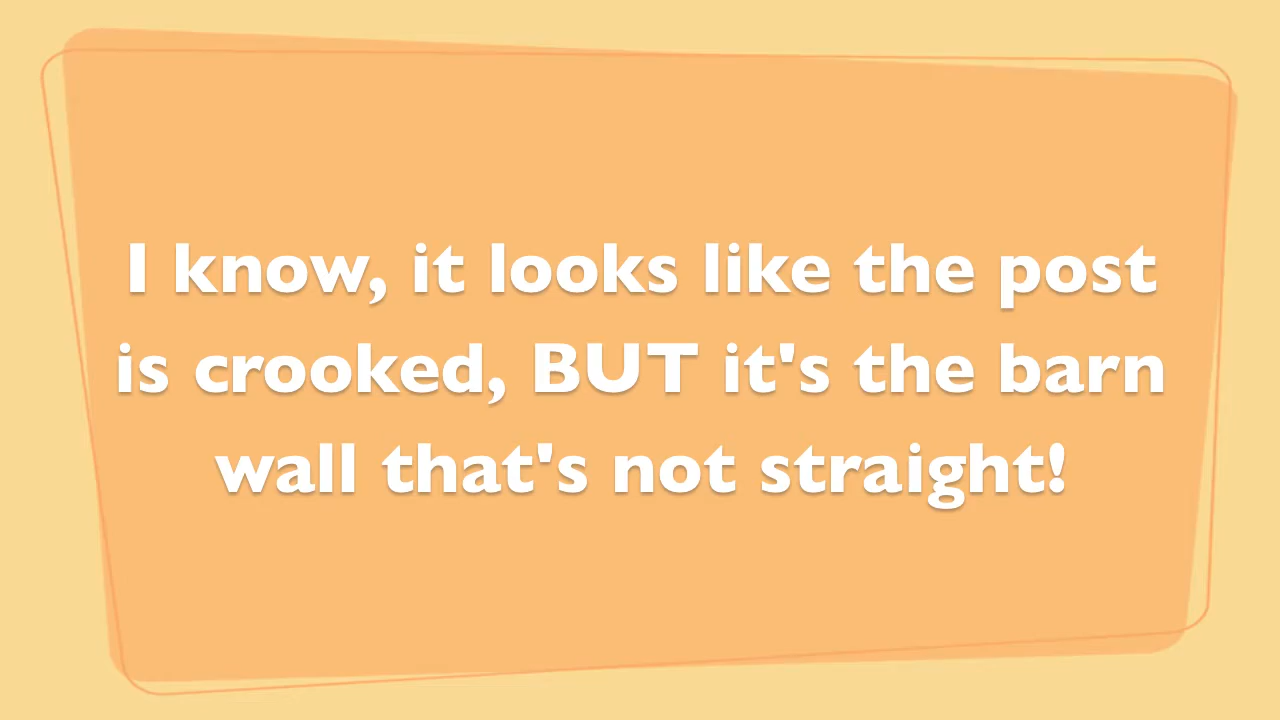 I know, it looks like the post
is crooked, BUT it's the barn
wall that's not straight!